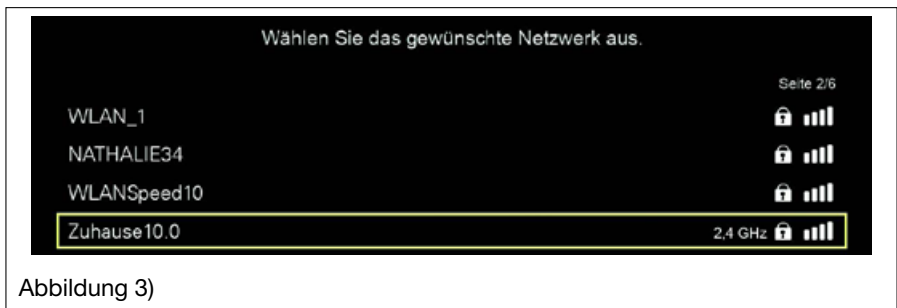 Wählen Sie das gewünschte Netzwerk aus.
Seite 2/6
WLAN_1
NATHALIE34
WLANSpeed10
Zuhause10.0 2,4 GHz
Abbildung 3)